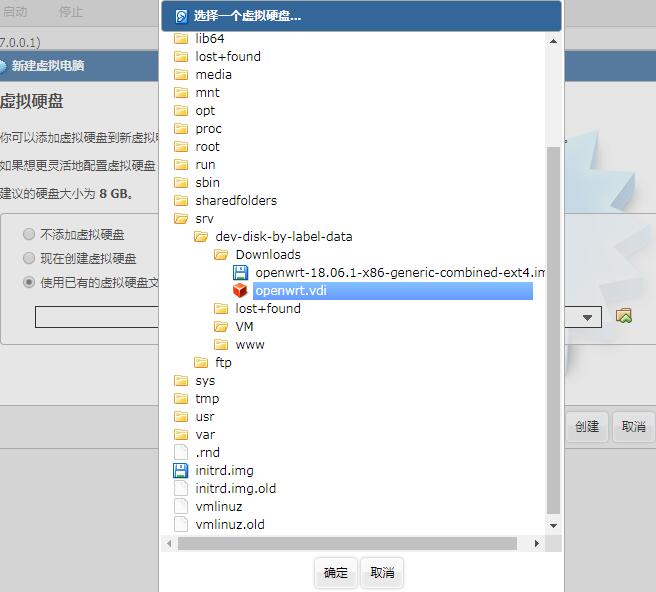 启动 停止
选择一个虚拟硬盘...
7.0.0.1)
新建虚拟电脑
虚拟硬盘
你可以添加虚拟硬盘到新虚拟
如果想更灵活地配置虚拟硬盘
建议的硬盘大小为 8 GB。
不添加虚拟硬盘
现在创建虚拟硬盘
使用已有的虚拟硬盘文
lib64
lost+found
media
mnt
opt
proc
root
run
sbin
sharedfolders
srv
dev-disk-by-label-data
Downloads
openwrt-18.06.1-x86-generic-combined-ext4.im
openwrt.vdi
lost+found
VM
www
ftp
sys
tmp
usr
var
.rnd
initrd.img
initrd.img.old
vmlinuz
vmlinuz.old
创建 取消
确定 取消